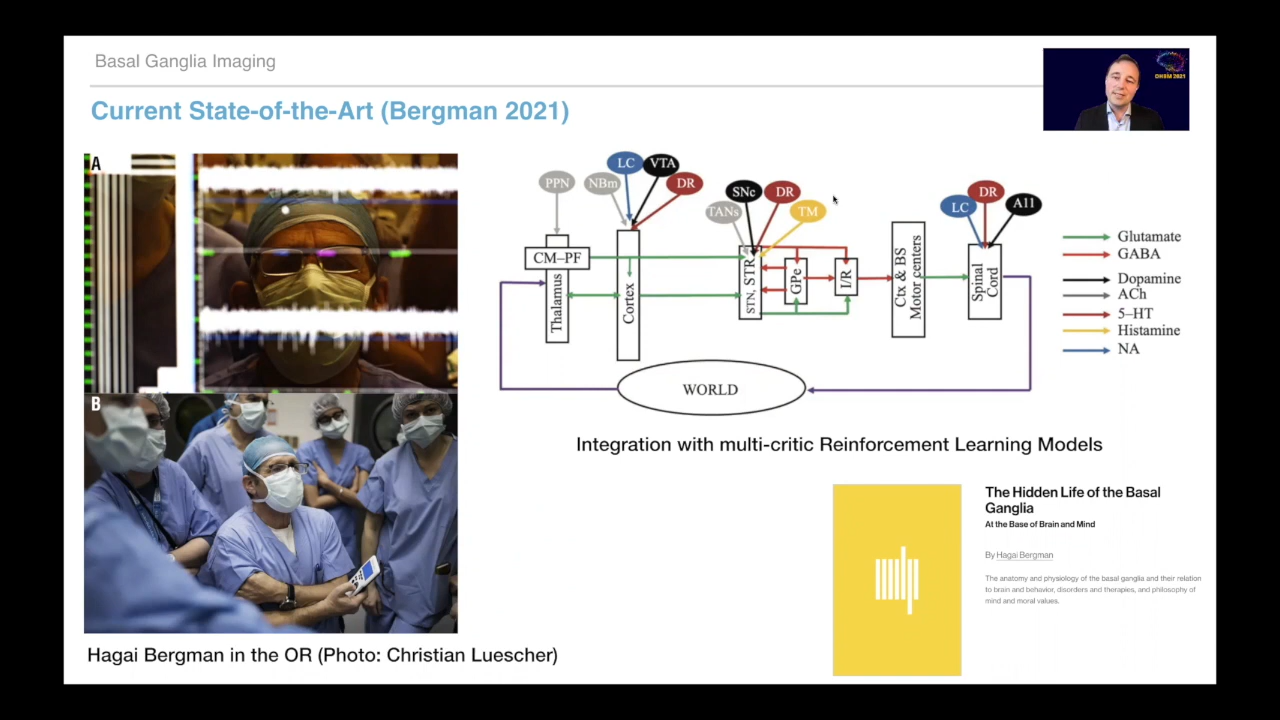 Basal Ganglia Imaging
DHBM 2021
Current State-of-the-Art (Bergman 2021)
A
B
PPN
NBm
LC
VTA
DR
TANs
SNc
DR
TM
LC
DR
A11
CM–PF
Thalamus
Cortex
STN, STR
GPe
I/R
Ctx & BS
Motor centers
Spinal
Cord
WORLD
Glutamate
GABA
Dopamine
ACh
5–HT
Histamine
NA
Integration with multi-critic Reinforcement Learning Models
The Hidden Life of the Basal
Ganglia
At the Base of Brain and Mind
By Hagai Bergman
The anatomy and physiology of the basal ganglia and their relation
to brain and behavior, disorders and therapies, and philosophy of
mind and moral values.
Hagai Bergman in the OR (Photo: Christian Luescher)